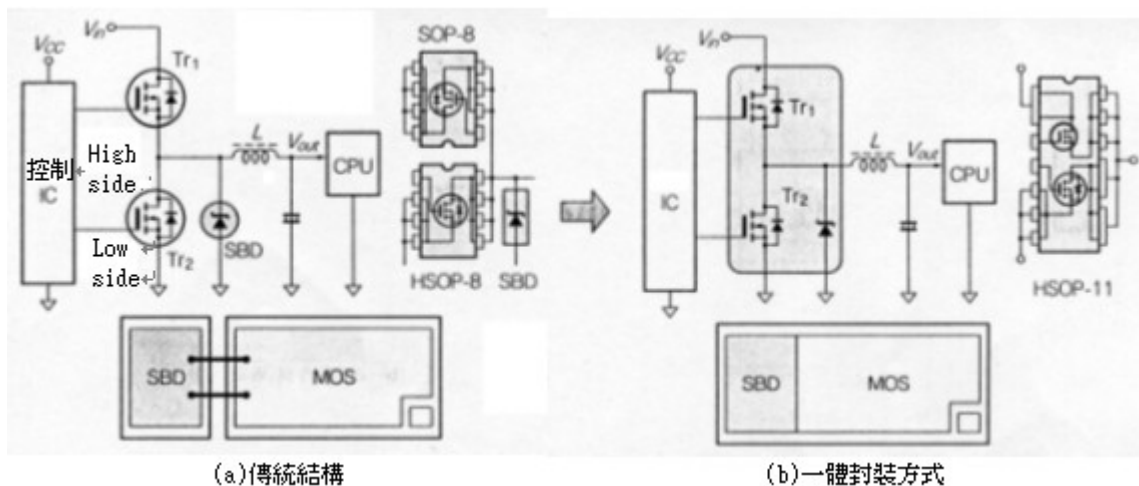 Vin
VCC
Tr1
控制
IC
High
side
Low
side
Tr2
SBD
L
Vout
CPU
SOP-8
HSOP-8
SBD
SBD
MOS
(a)傳統結構
Vin
VCC
IC
Tr1
Tr2
L
Vout
CPU
HSOP-11
SBD
MOS
(b)一體封裝方式